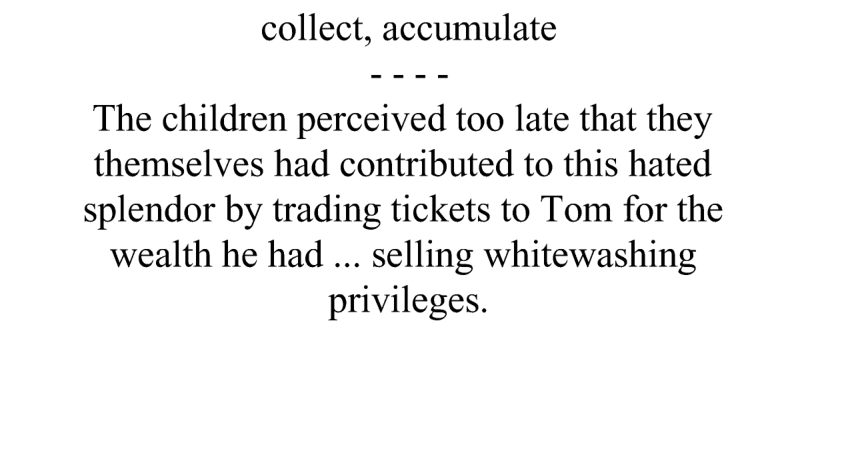 collect, accumulate
- - - -
The children perceived too late that they
themselves had contributed to this hated
splendor by trading tickets to Tom for the
wealth he had ... selling whitewashing
privileges.